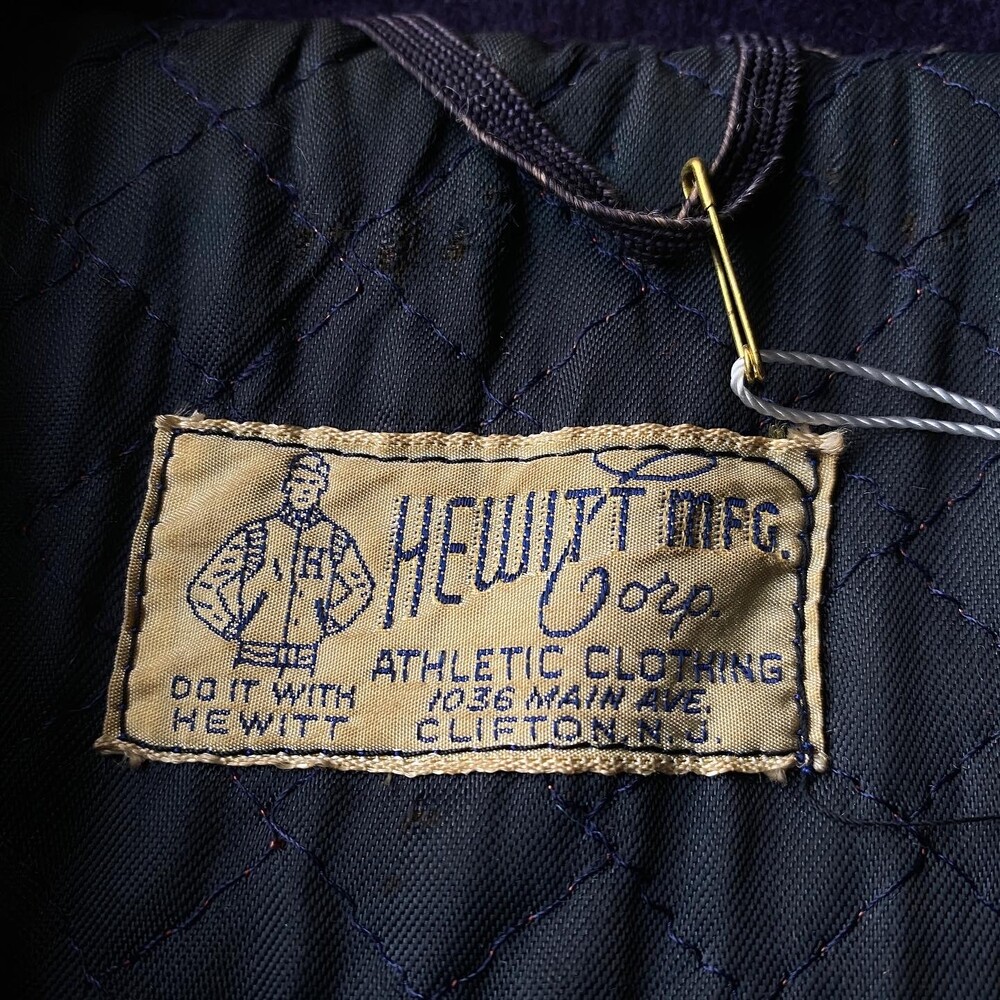 H
HEWITT MFG.
Corp.
ATHLETIC CLOTHING
1036 MAIN AVE.
CLIFTON, N. J.
DO IT WITH
HEWITT